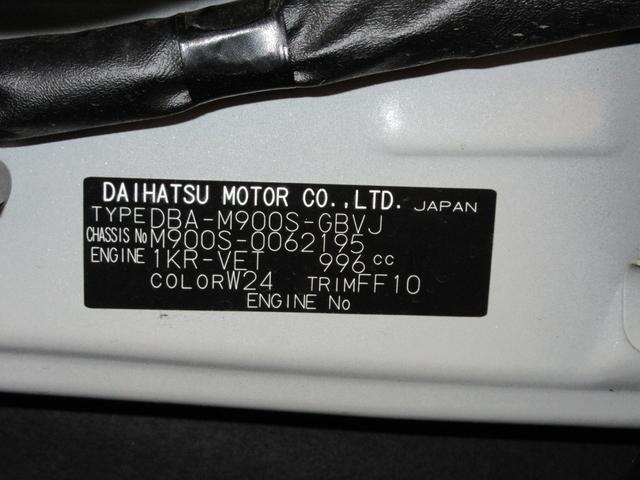 DAIHATSU MOTOR CO.,LTD. JAPAN
TYPE DBA-M900S-GBVJ
CHASSIS No M900S-0062195
ENGINE 1KR-VET 996 cc
COLOR W24 TRIM FF10
ENGINE No